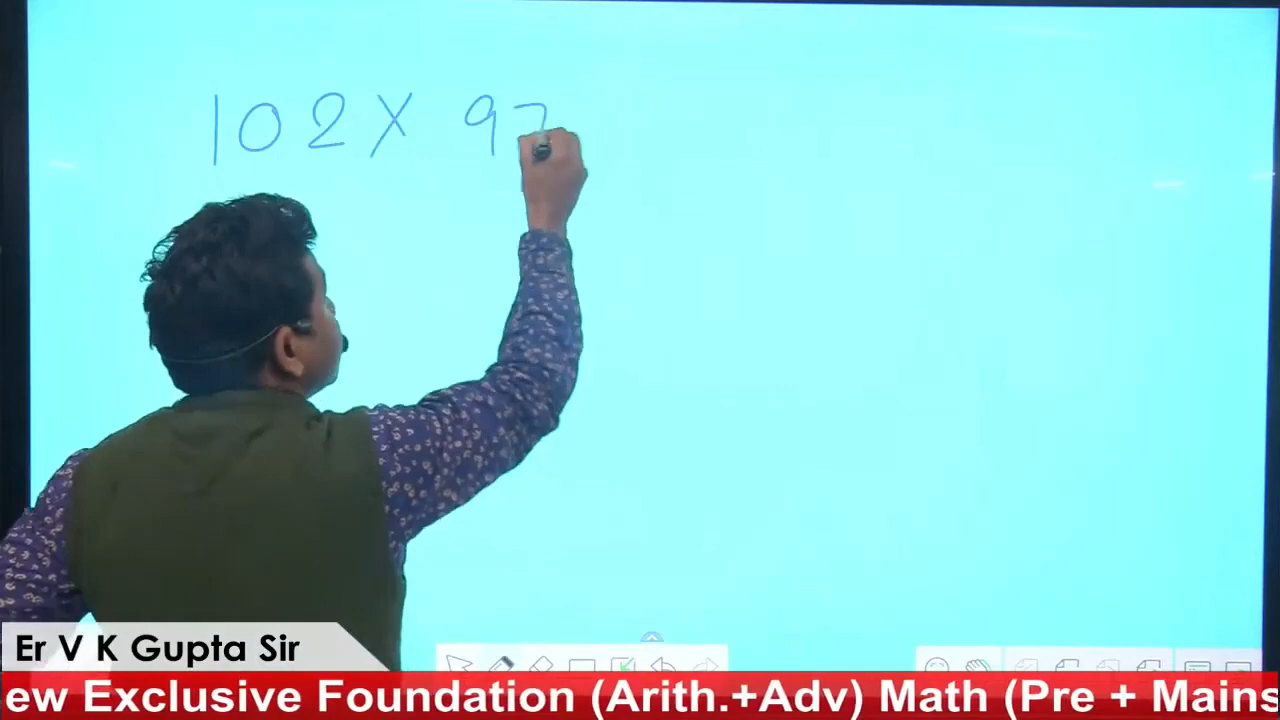 102 × 97
Er V K Gupta Sir
ew Exclusive Foundation (Arith.+Adv) Math (Pre + Mains